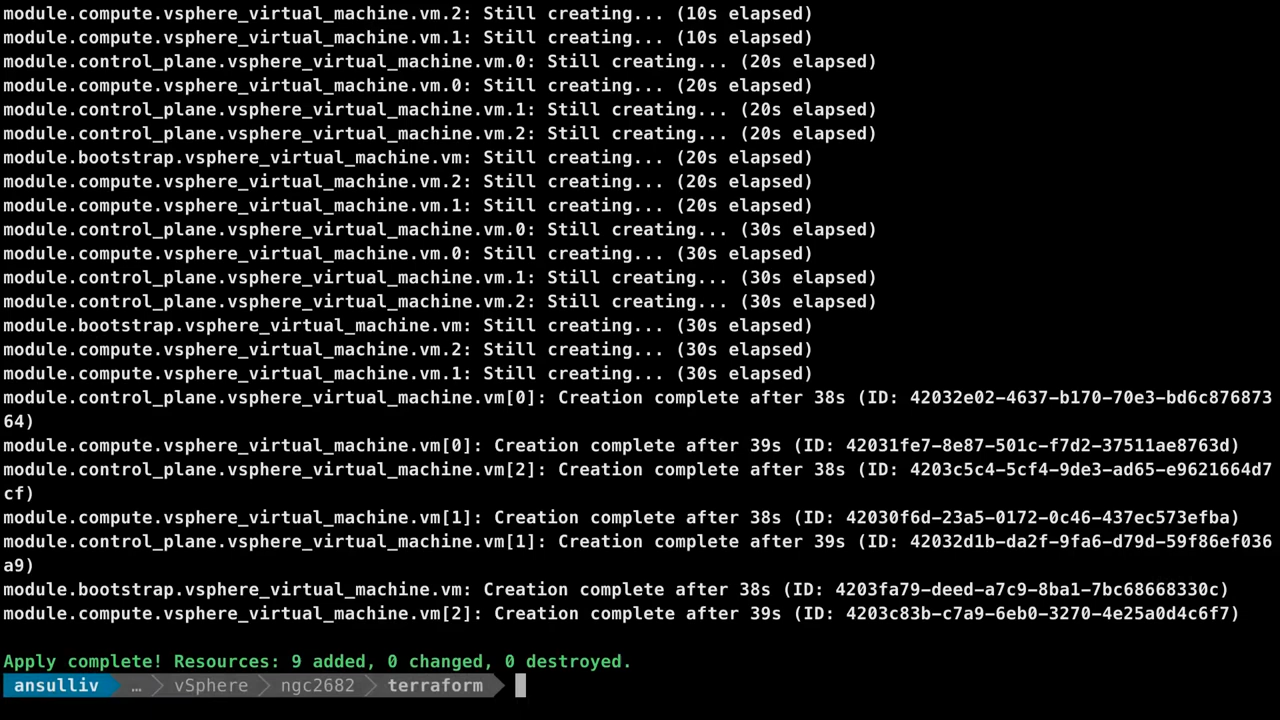 module.compute.vsphere_virtual_machine.vm.2: Still creating... (10s elapsed)
module.compute.vsphere_virtual_machine.vm.1: Still creating... (10s elapsed)
module.control_plane.vsphere_virtual_machine.vm.0: Still creating... (20s elapsed)
module.compute.vsphere_virtual_machine.vm.0: Still creating... (20s elapsed)
module.control_plane.vsphere_virtual_machine.vm.1: Still creating... (20s elapsed)
module.control_plane.vsphere_virtual_machine.vm.2: Still creating... (20s elapsed)
module.bootstrap.vsphere_virtual_machine.vm: Still creating... (20s elapsed)
module.compute.vsphere_virtual_machine.vm.2: Still creating... (20s elapsed)
module.compute.vsphere_virtual_machine.vm.1: Still creating... (20s elapsed)
module.control_plane.vsphere_virtual_machine.vm.0: Still creating... (30s elapsed)
module.compute.vsphere_virtual_machine.vm.0: Still creating... (30s elapsed)
module.control_plane.vsphere_virtual_machine.vm.1: Still creating... (30s elapsed)
module.control_plane.vsphere_virtual_machine.vm.2: Still creating... (30s elapsed)
module.bootstrap.vsphere_virtual_machine.vm: Still creating... (30s elapsed)
module.compute.vsphere_virtual_machine.vm.2: Still creating... (30s elapsed)
module.compute.vsphere_virtual_machine.vm.1: Still creating... (30s elapsed)
module.control_plane.vsphere_virtual_machine.vm[0]: Creation complete after 38s (ID: 42032e02-4637-b170-70e3-bd6c876873
64)
module.compute.vsphere_virtual_machine.vm[0]: Creation complete after 39s (ID: 42031fe7-8e87-501c-f7d2-37511ae8763d)
module.control_plane.vsphere_virtual_machine.vm[2]: Creation complete after 38s (ID: 4203c5c4-5cf4-9de3-ad65-e9621664d7
cf)
module.compute.vsphere_virtual_machine.vm[1]: Creation complete after 38s (ID: 42030f6d-23a5-0172-0c46-437ec573efba)
module.control_plane.vsphere_virtual_machine.vm[1]: Creation complete after 39s (ID: 42032d1b-da2f-9fa6-d79d-59f86ef036
a9)
module.bootstrap.vsphere_virtual_machine.vm: Creation complete after 38s (ID: 4203fa79-deed-a7c9-8ba1-7bc68668330c)
module.compute.vsphere_virtual_machine.vm[2]: Creation complete after 39s (ID: 4203c83b-c7a9-6eb0-3270-4e25a0d4c6f7)
Apply complete! Resources: 9 added, 0 changed, 0 destroyed.
ansulliv … vSphere ngc2682 terraform